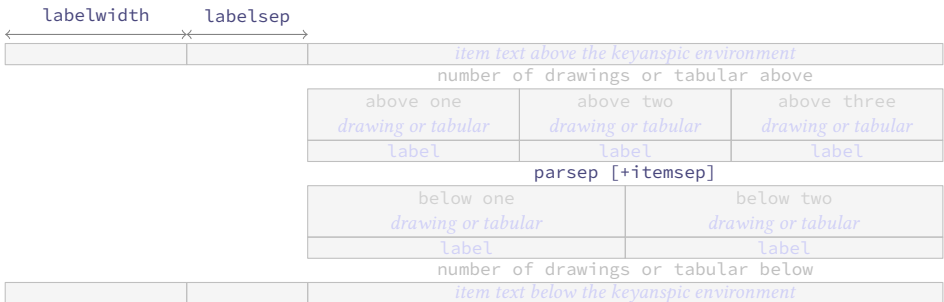 labelwidth labelsep
item text above the keyanspic environment
number of drawings or tabular above
above one above two above three
drawing or tabular drawing or tabular drawing or tabular
label label label
parsep [+itemsep]
below one below two
drawing or tabular drawing or tabular
label label
number of drawings or tabular below
item text below the keyanspic environment